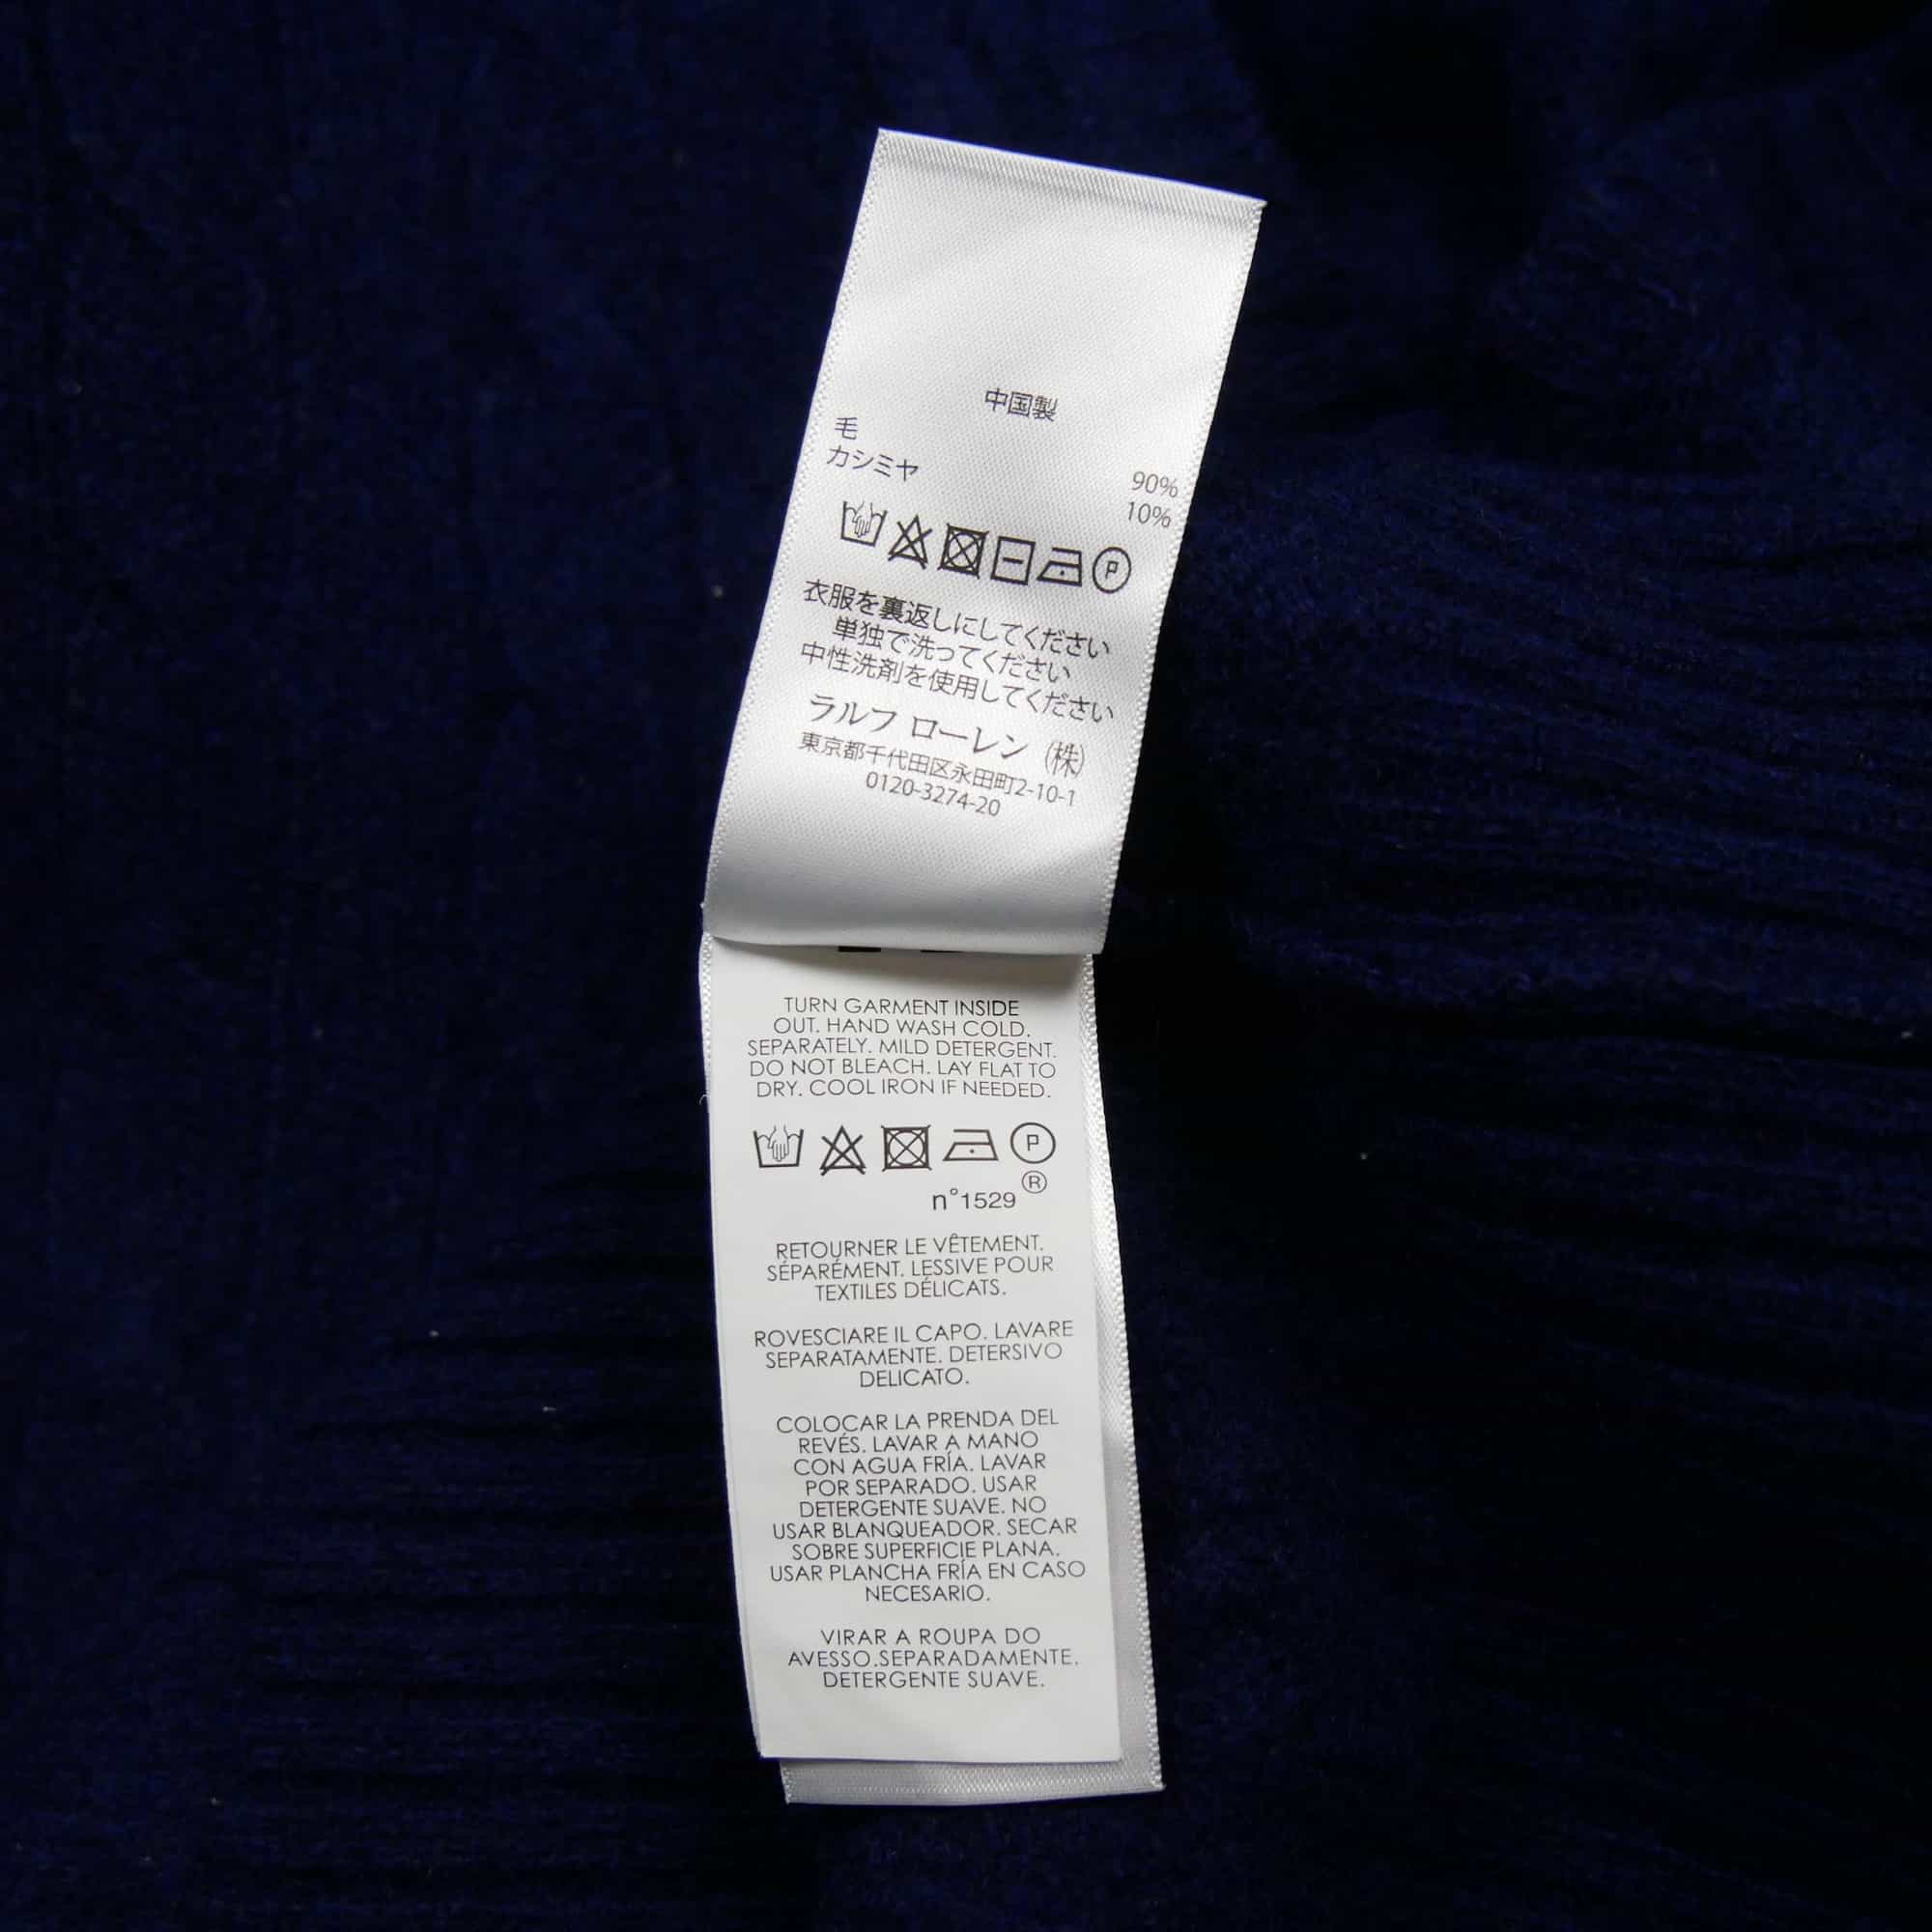 中国製
毛 90%
カシミヤ 10%
P
衣服を裏返しにしてください
単独で洗ってください
中性洗剤を使用してください
ラルフ ローレン (株)
東京都千代田区永田町2-10-1
0120-3274-20
TURN GARMENT INSIDE
OUT. HAND WASH COLD.
SEPARATELY. MILD DETERGENT.
DO NOT BLEACH. LAY FLAT TO
DRY. COOL IRON IF NEEDED.
P
n°1529 ®
RETOURNER LE VÊTEMENT.
SÉPARÉMENT. LESSIVE POUR
TEXTILES DÉLICATS.
ROVESCIARE IL CAPO. LAVARE
SEPARATAMENTE. DETERSIVO
DELICATO.
COLOCAR LA PRENDA DEL
REVÉS. LAVAR A MANO
CON AGUA FRÍA. LAVAR
POR SEPARADO. USAR
DETERGENTE SUAVE. NO
USAR BLANQUEADOR. SECAR
SOBRE SUPERFICIE PLANA.
USAR PLANCHA FRÍA EN CASO
NECESARIO.
VIRAR A ROUPA DO
AVESSO.SEPARADAMENTE.
DETERGENTE SUAVE.